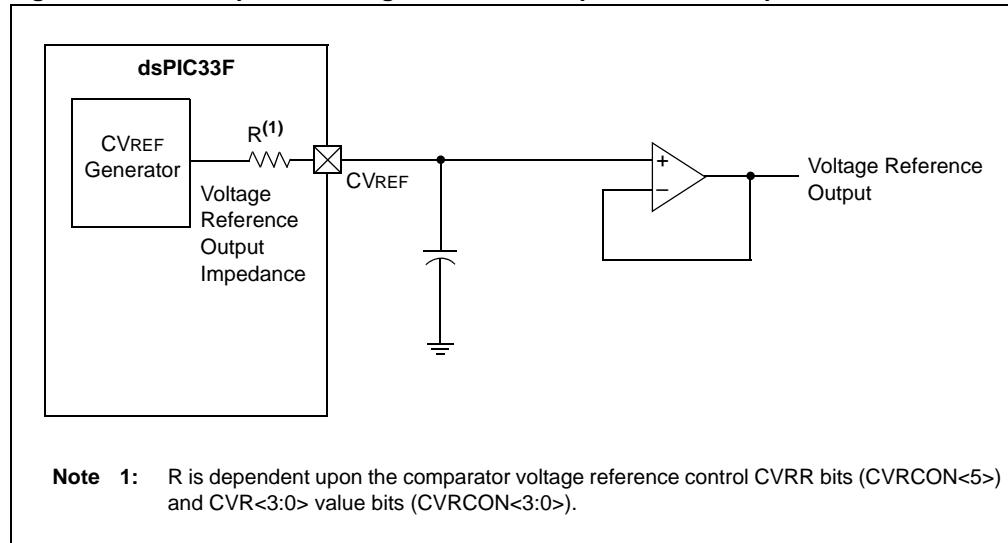 dsPIC33F
CVREF
Generator
R(1)
CVREF
Voltage
Reference
Output
Impedance
+
–
Voltage Reference
Output
Note 1: R is dependent upon the comparator voltage reference control CVRR bits (CVRCON<5>)
and CVR<3:0> value bits (CVRCON<3:0>).